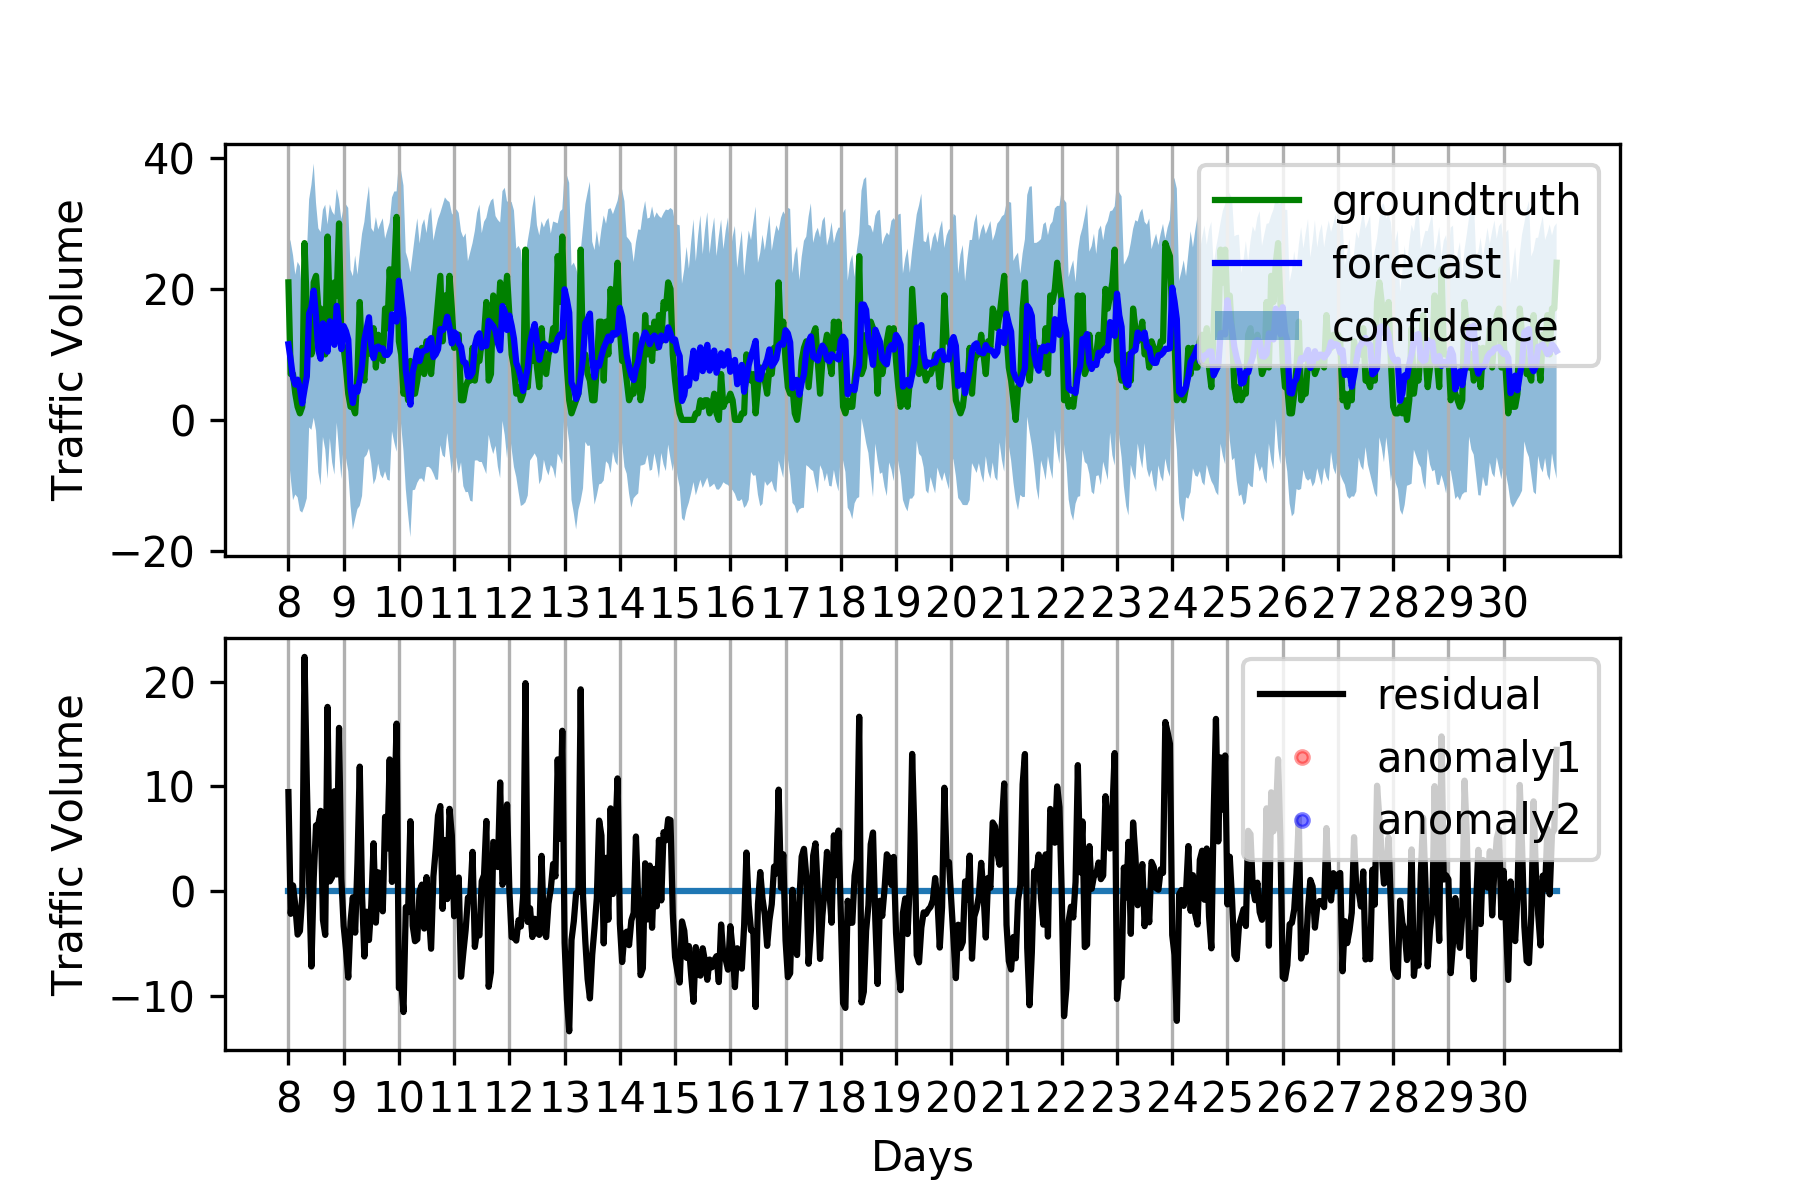 Traffic Volume
40
20
0
−20
groundtruth
forecast
confidence
8 9 10 11 12 13 14 15 16 17 18 19 20 21 22 23 24 25 26 27 28 29 30
Trafffic Volume
20
10
0
−10
residual
anomaly1
anomaly2
8 9 10 11 12 13 14 15 16 17 18 19 20 21 22 23 24 25 26 27 28 29 30
Days